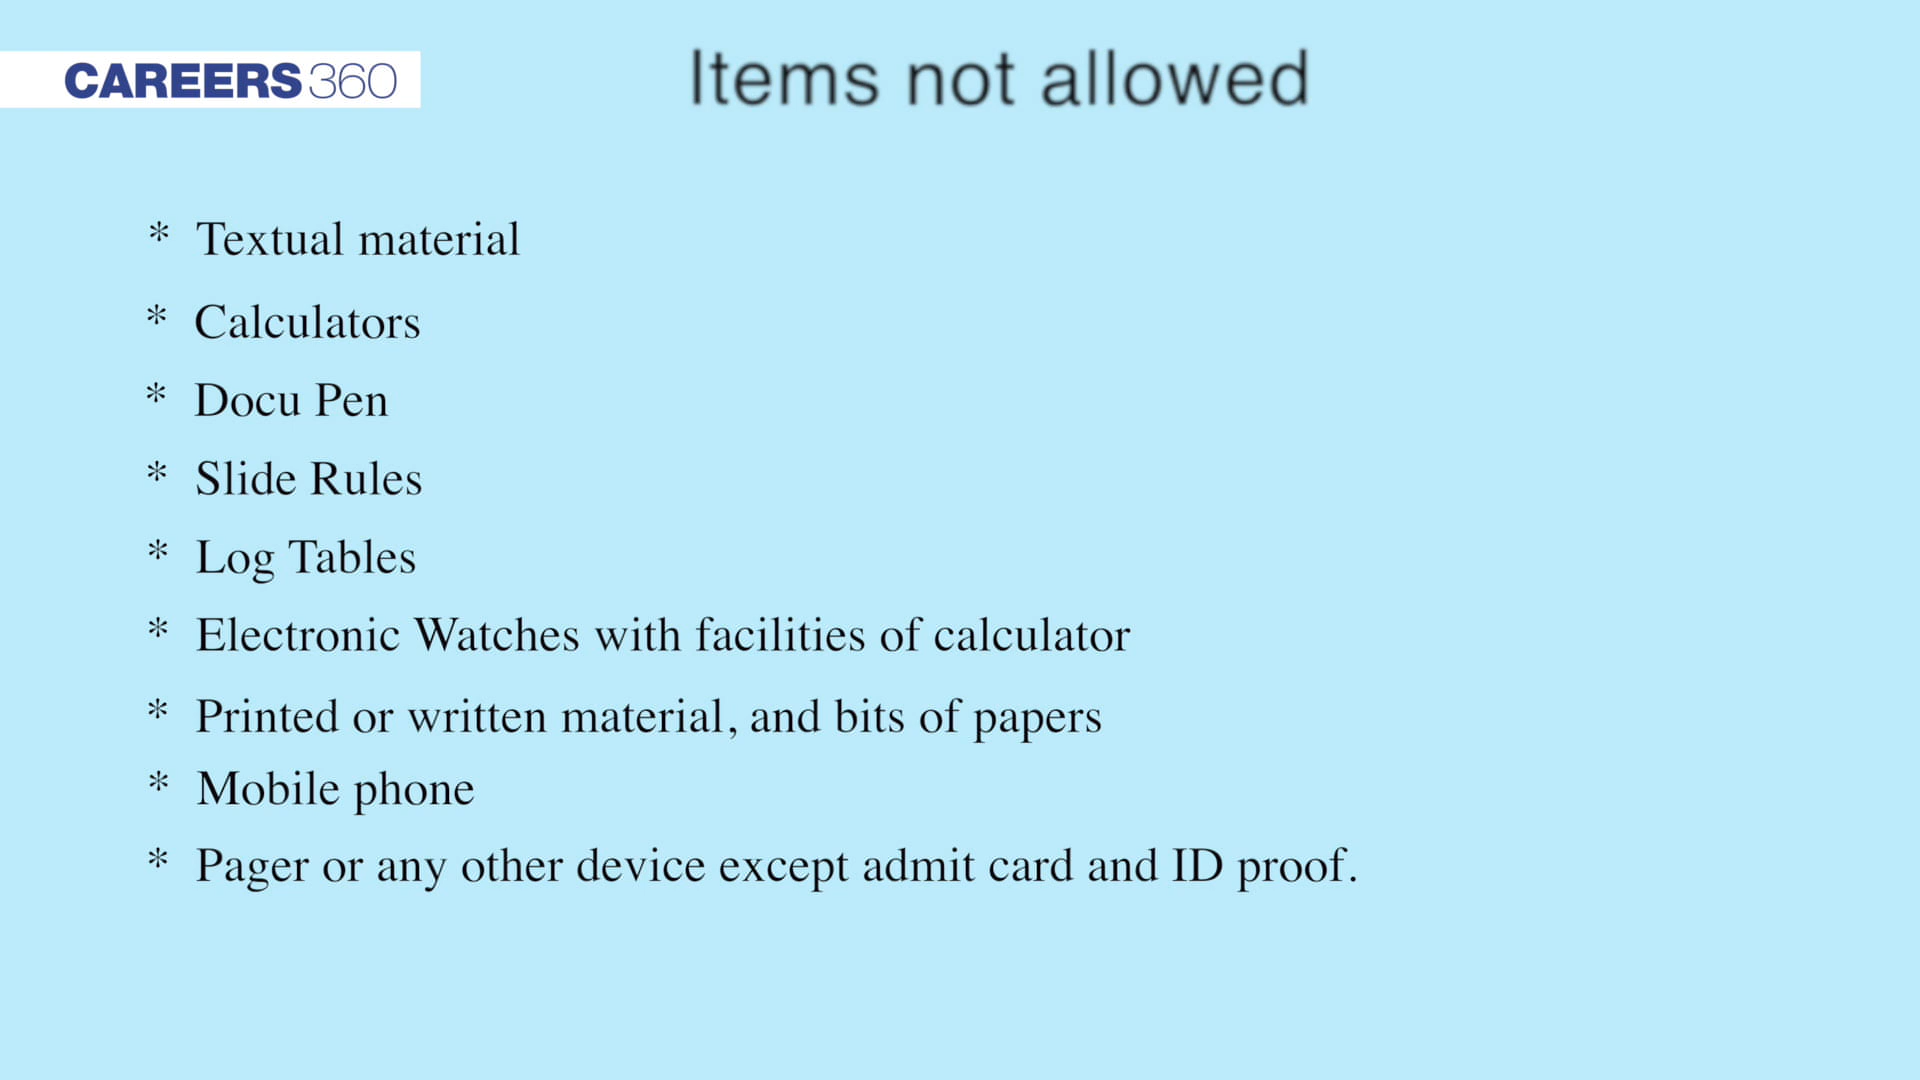 CAREERS360
Items not allowed
* Textual material
* Calculators
* Docu Pen
* Slide Rules
* Log Tables
* Electronic Watches with facilities of calculator
* Printed or written material, and bits of papers
* Mobile phone
* Pager or any other device except admit card and ID proof.